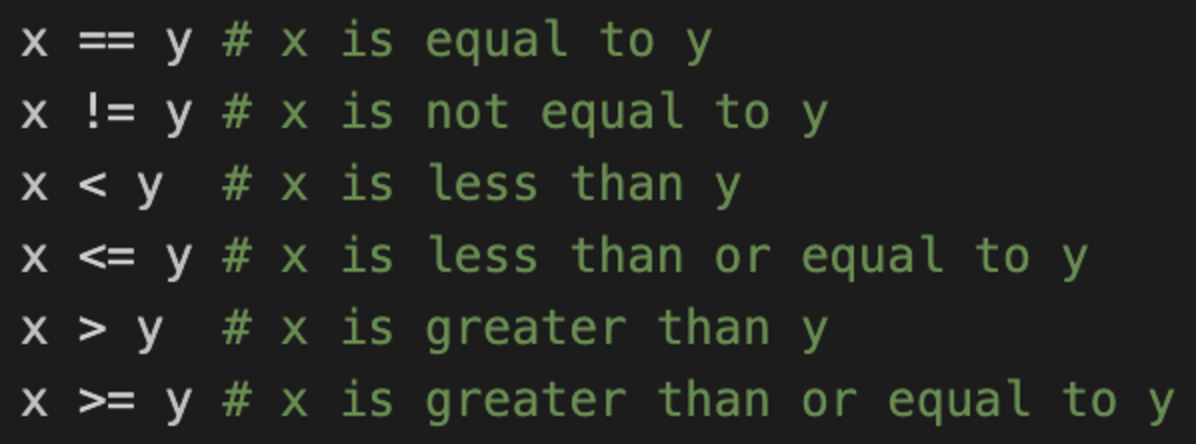 x == y # x is equal to y
x != y # x is not equal to y
x < y  # x is less than y
x <= y # x is less than or equal to y
x > y  # x is greater than y
x >= y # x is greater than or equal to y